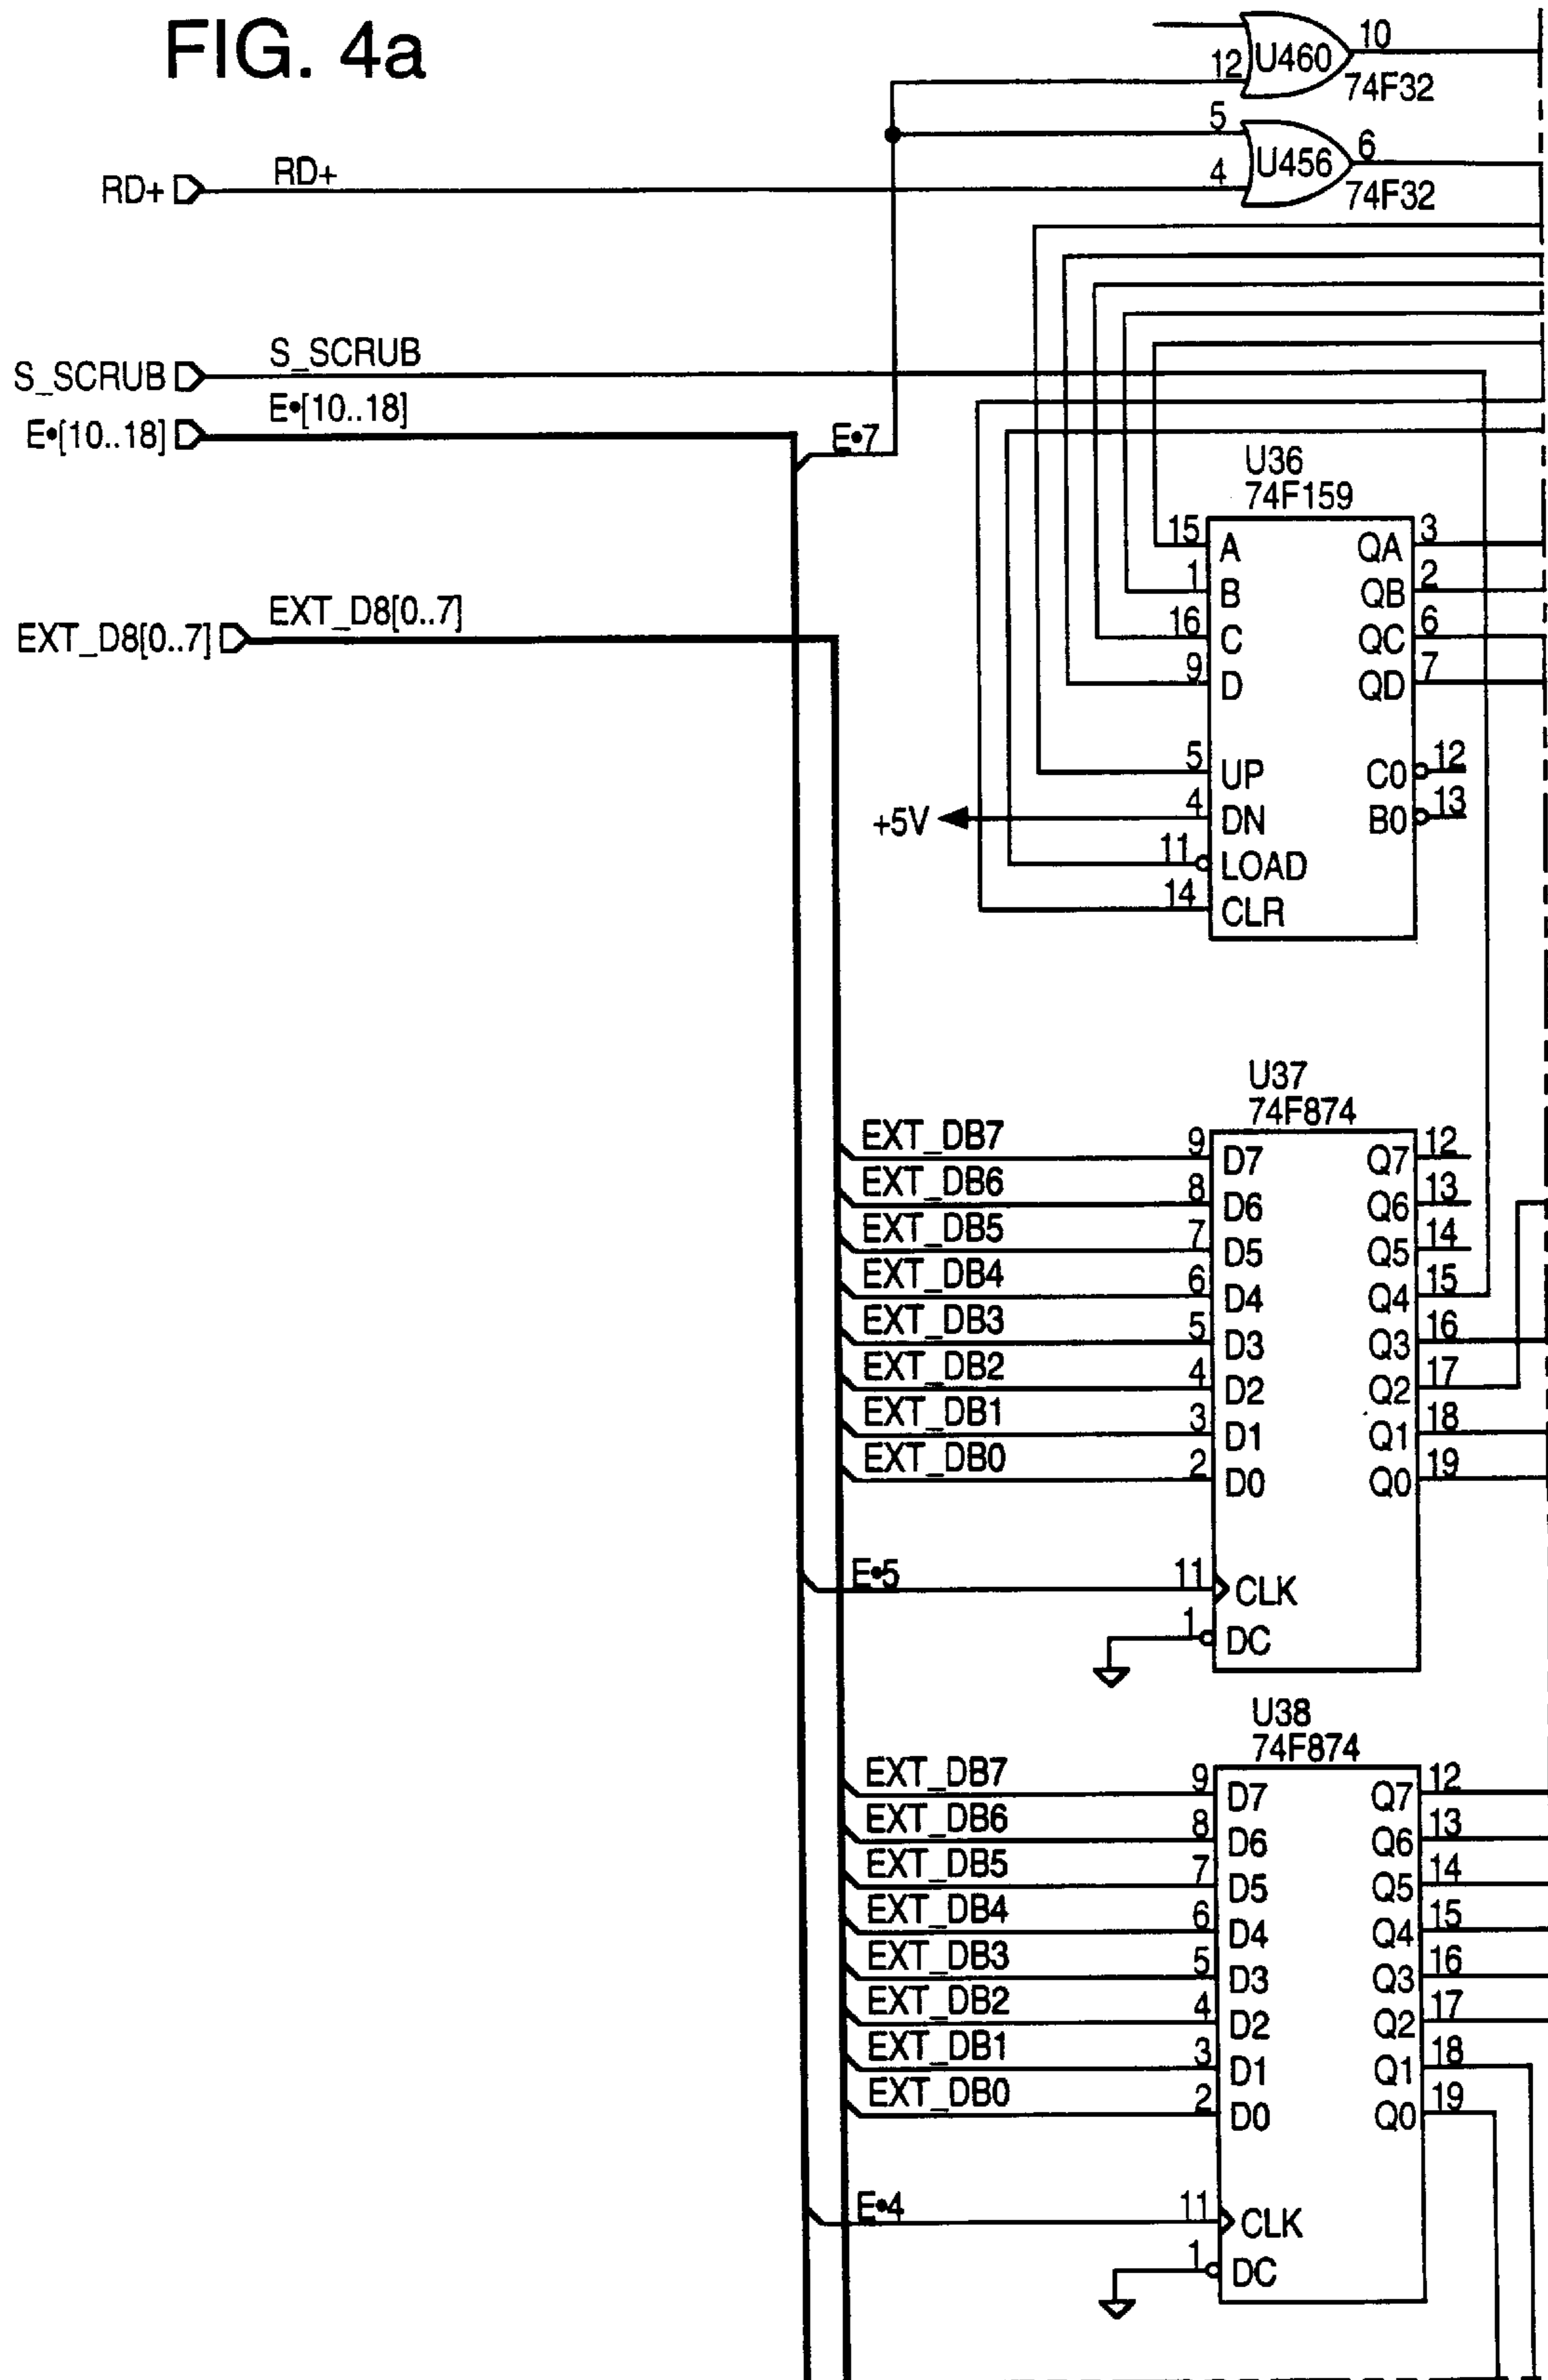 FIG. 4a
10
U460
12
74F32
5
6
U456
4
74F32
RD+ RD+
S_SCRUB S_SCRUB
E•[10..18] E•[10..18]
E•7
EXT_D8[0..7] EXT_D8[0..7]
U36
74F159
15 A QA 3
1 B QB 2
16 C QC 6
9 D QD 7
5 UP C0 12
+5V 4 DN B0 13
11 LOAD
14 CLR
U37
74F874
EXT_DB7 9 D7 Q7 12
EXT_DB6 8 D6 Q6 13
EXT_DB5 7 D5 Q5 14
EXT_DB4 6 D4 Q4 15
EXT_DB3 5 D3 Q3 16
EXT_DB2 4 D2 Q2 17
EXT_DB1 3 D1 Q1 18
EXT_DB0 2 D0 Q0 19
E•5 11 CLK
1 DC
U38
74F874
EXT_DB7 9 D7 Q7 12
EXT_DB6 8 D6 Q6 13
EXT_DB5 7 D5 Q5 14
EXT_DB4 6 D4 Q4 15
EXT_DB3 5 D3 Q3 16
EXT_DB2 4 D2 Q2 17
EXT_DB1 3 D1 Q1 18
EXT_DB0 2 D0 Q0 19
E•4 11 CLK
1 DC